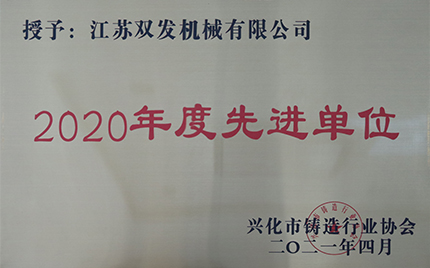 授予：江苏双发机械有限公司
2020年度先进单位
兴化市铸造行业协会
二〇二一年四月